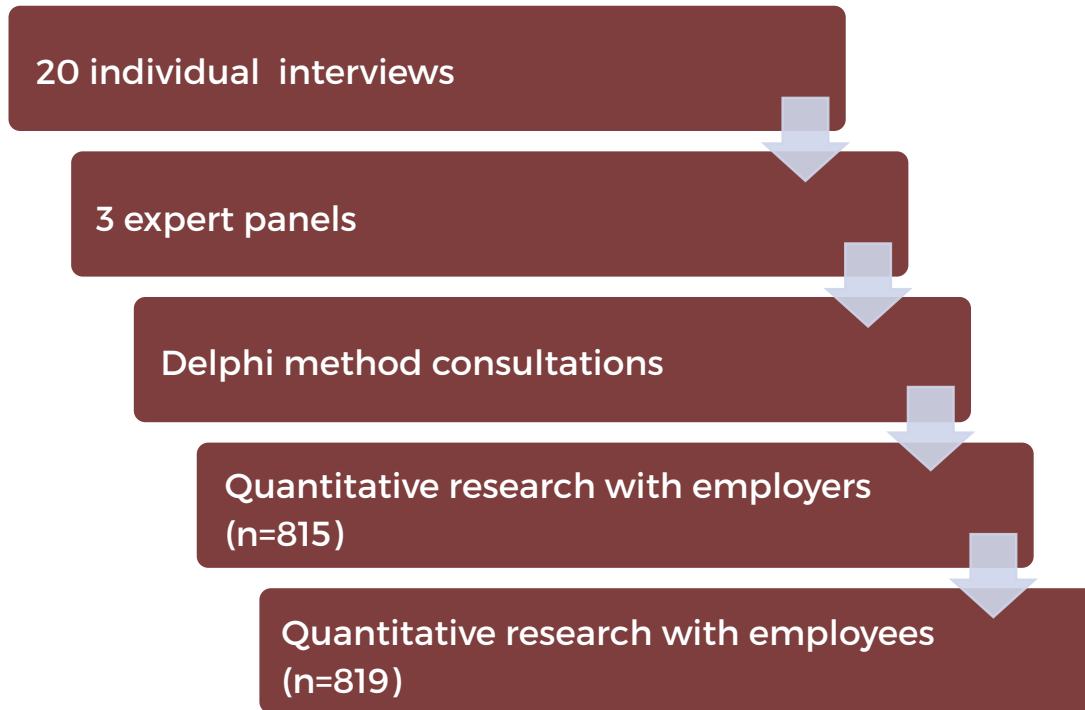 20 individual  interviews
3 expert panels
Delphi method consultations
Quantitative research with employers
(n=815)
Quantitative research with employees
(n=819)